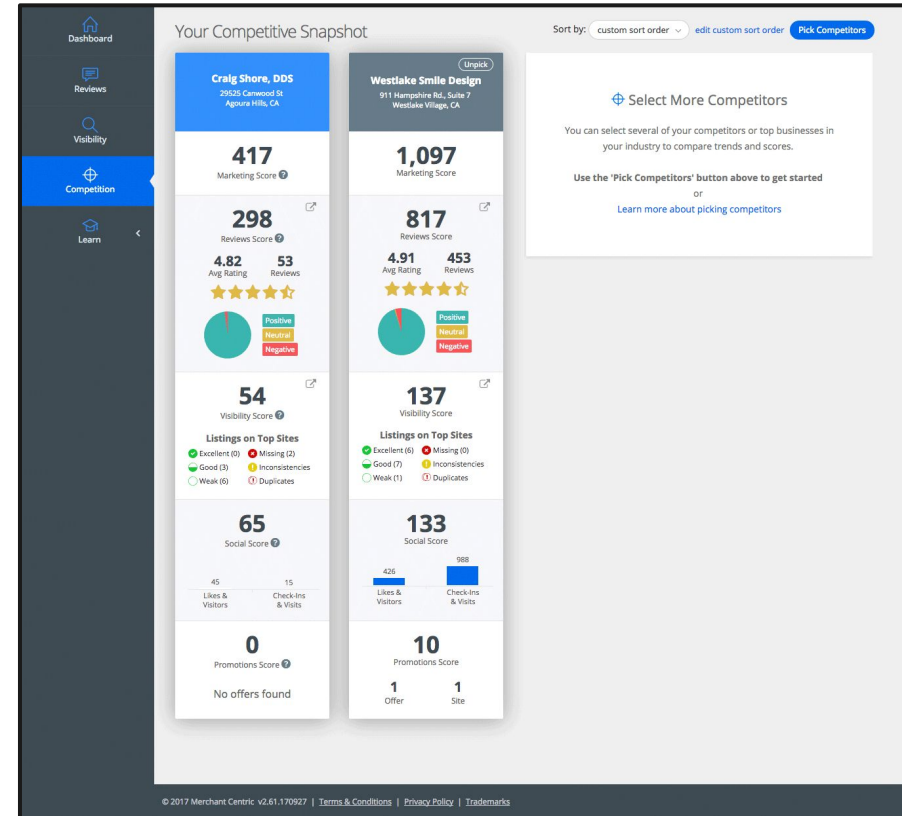 Dashboard
Reviews
Visibility
Competition
Learn
Your Competitive Snapshot
Sort by: custom sort order edit custom sort order Pick Competitors
Craig Shore, DDS
29525 Canwood St
Agoura Hills, CA
417
Marketing Score ?
298
Reviews Score ?
4.82 53
Avg Rating Reviews
Positive
Neutral
Negative
54
Visibility Score ?
Listings on Top Sites
Excellent (0) Missing (2)
Good (3) Inconsistencies
Weak (6) Duplicates
65
Social Score ?
45 15
Likes & Check-Ins
Visitors & Visits
0
Promotions Score ?
No offers found
Unpick
Westlake Smile Design
911 Hampshire Rd., Suite 7
Westlake Village, CA
1,097
Marketing Score
817
Reviews Score
4.91 453
Avg Rating Reviews
Positive
Neutral
Negative
137
Visibility Score
Listings on Top Sites
Excellent (6) Missing (0)
Good (7) Inconsistencies
Weak (1) Duplicates
133
Social Score
426 988
Likes & Check-Ins
Visitors & Visits
10
Promotions Score
1 1
Offer Site
Select More Competitors
You can select several of your competitors or top businesses in
your industry to compare trends and scores.
Use the 'Pick Competitors' button above to get started
or
Learn more about picking competitors
© 2017 Merchant Centric v2.61.170927 | Terms & Conditions | Privacy Policy | Trademarks